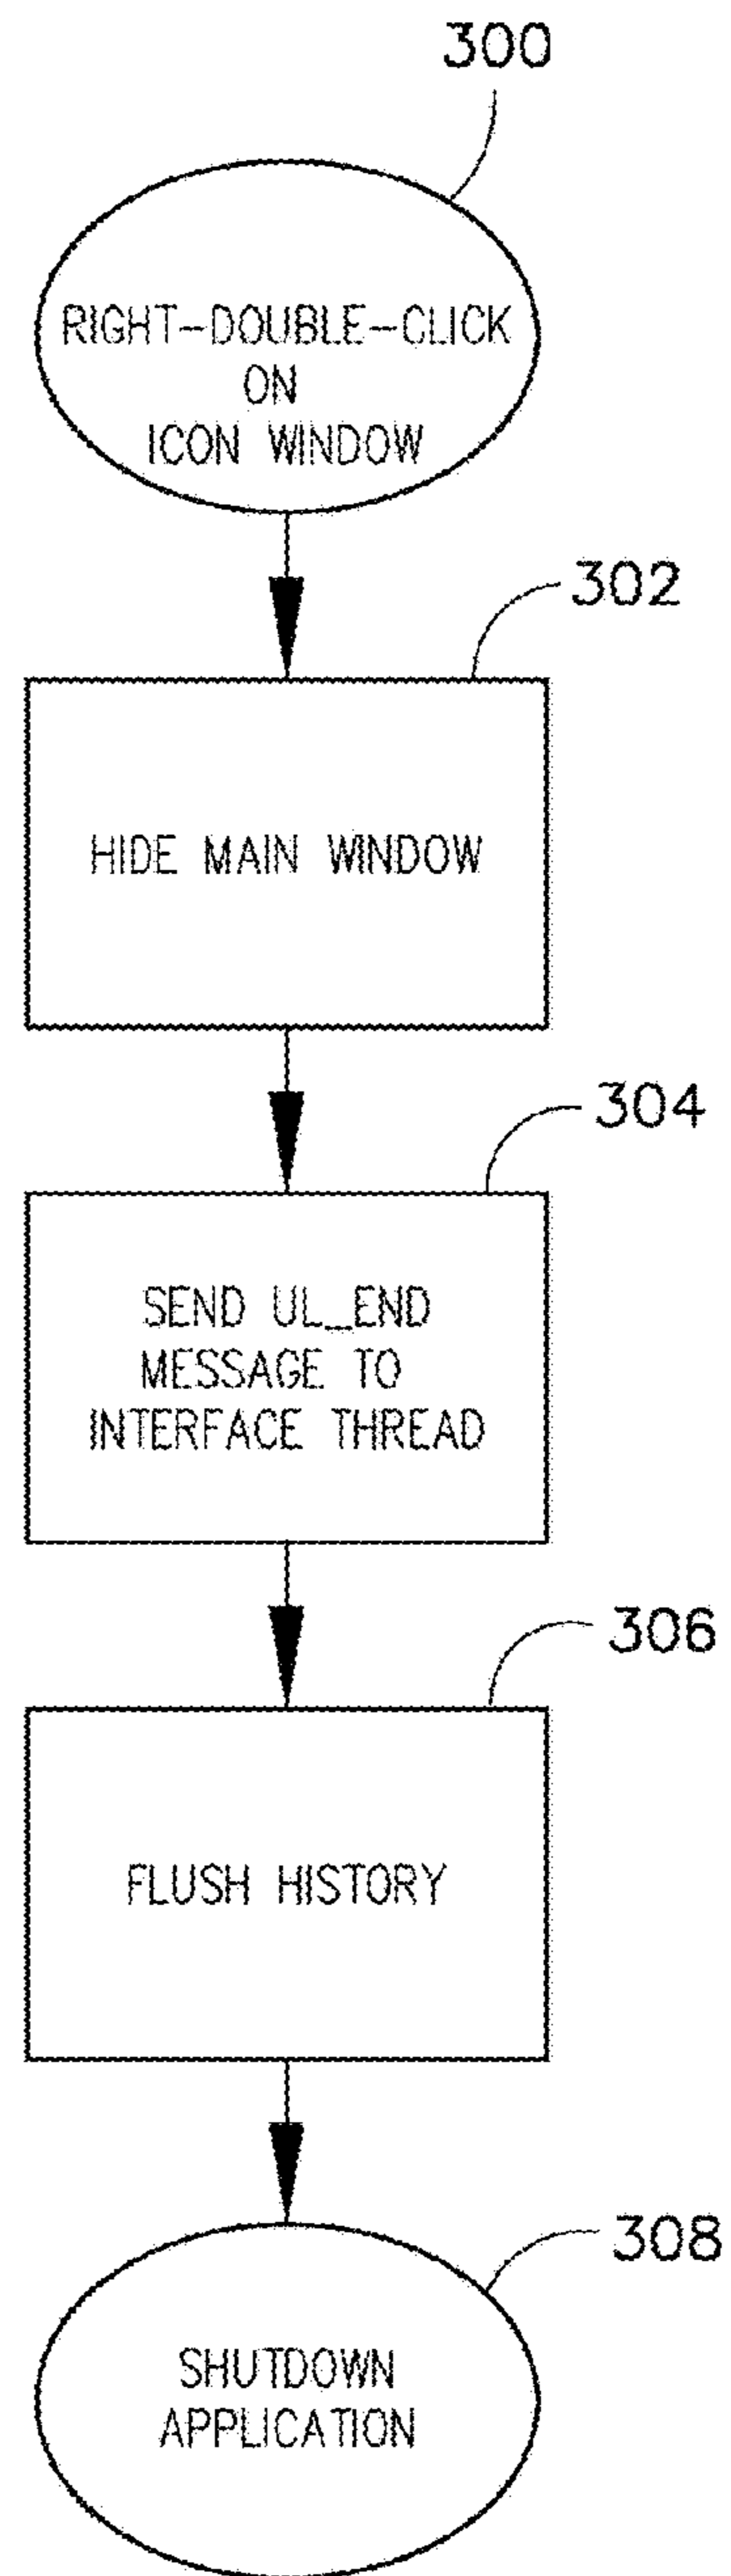 300
RIGHT-DOUBLE-CLICK
ON
ICON WINDOW
302
HIDE MAIN WINDOW
304
SEND UL_END
MESSAGE TO
INTERFACE THREAD
306
FLUSH HISTORY
308
SHUTDOWN
APPLICATION